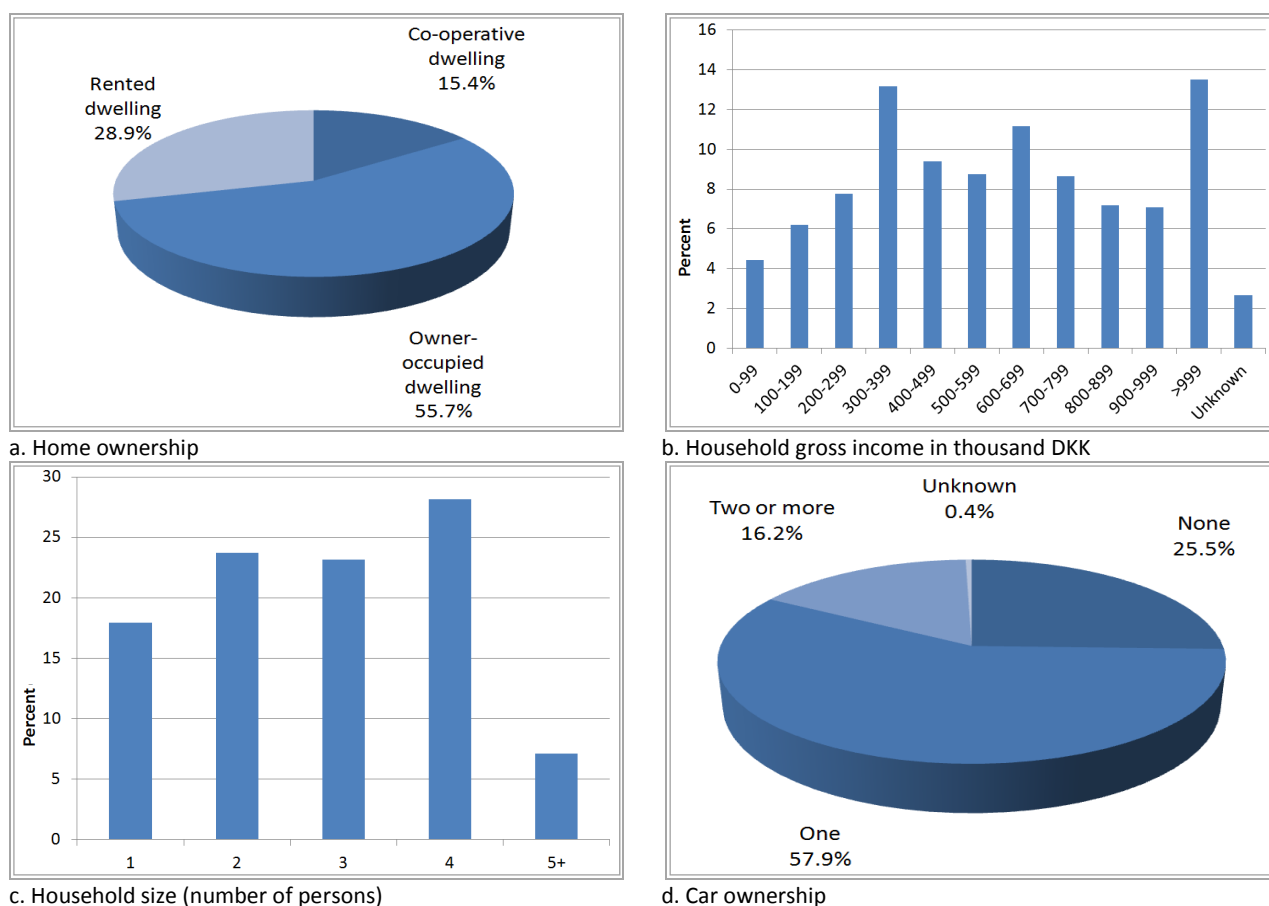 Co-operative
dwelling
15.4%
Rented
dwelling
28.9%
Owner-
occupied
dwelling
55.7%
a. Home ownership
16
14
12
10
8
6
4
2
0
Percent
0-99
100-199
200-299
300-399
400-499
500-599
600-699
700-799
800-899
900-999
>999
Unknown
b. Household gross income in thousand DKK
30
25
20
15
10
5
0
Percent
1
2
3
4
5+
c. Household size (number of persons)
Unknown
0.4%
Two or more
16.2%
None
25.5%
One
57.9%
d. Car ownership